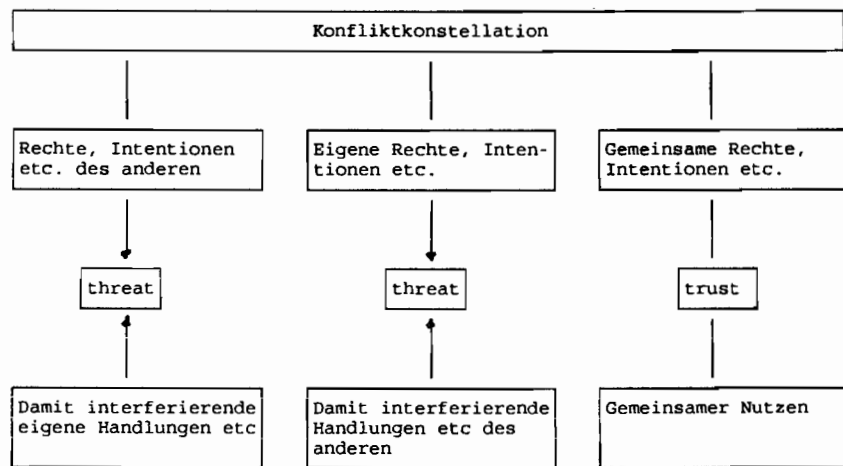 Konfliktkonstellation
Rechte, Intentionen
etc. des anderen
Eigene Rechte, Inten-
tionen etc.
Gemeinsame Rechte,
Intentionen etc.
threat
threat
trust
Damit interferierende
eigene Handlungen etc
Damit interferierende
Handlungen etc des
anderen
Gemeinsamer Nutzen